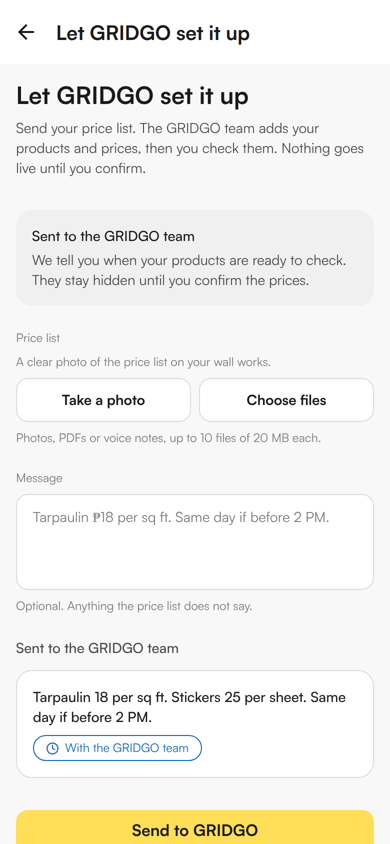 Let GRIDGO set it up
Let GRIDGO set it up
Send your price list. The GRIDGO team adds your
products and prices, then you check them. Nothing goes
live until you confirm.
Sent to the GRIDGO team
We tell you when your products are ready to check.
They stay hidden until you confirm the prices.
Price list
A clear photo of the price list on your wall works.
Take a photo
Choose files
Photos, PDFs or voice notes, up to 10 files of 20 MB each.
Message
Tarpaulin ₱18 per sq ft. Same day if before 2 PM.
Optional. Anything the price list does not say.
Sent to the GRIDGO team
Tarpaulin 18 per sq ft. Stickers 25 per sheet. Same
day if before 2 PM.
With the GRIDGO team
Send to GRIDGO